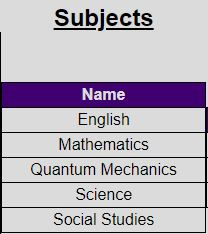 Subjects
Name
English
Mathematics
Quantum Mechanics
Science
Social Studies